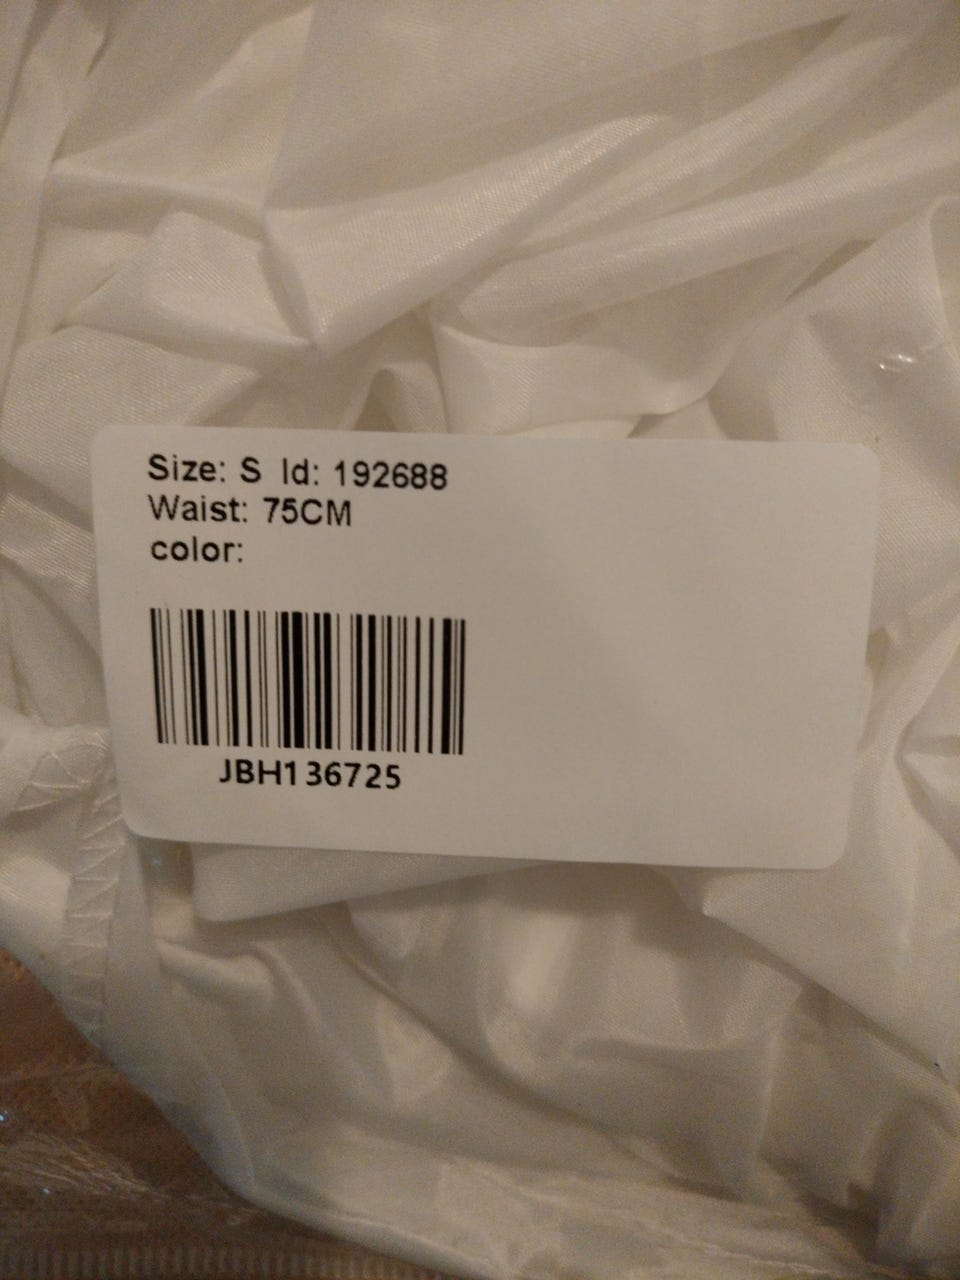 Size: S Id: 192688
Waist: 75CM
color:
JBH136725